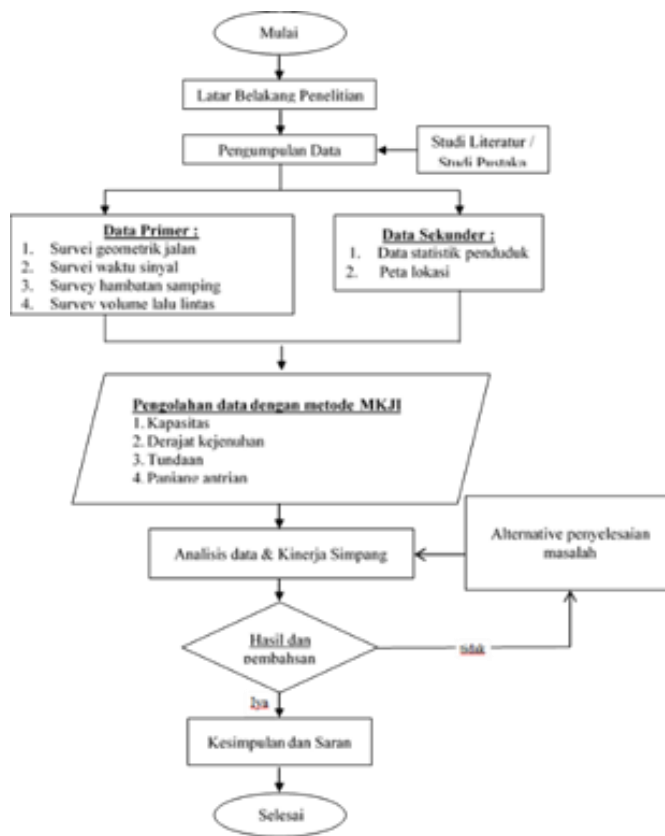 Mulai
Latar Belakang Penelitian
Pengumpulan Data
Studi Literatur /
Studi Pustaka
Data Primer :
1. Survei geometrik jalan
2. Survei waktu sinyal
3. Survey hambatan samping
4. Survey volume lalu lintas
Data Sekunder :
1. Data statistik penduduk
2. Peta lokasi
Pengolahan data dengan metode MKJI
1. Kapasitas
2. Derajat kejenuhan
3. Tundaan
4. Panjang antrian
Analisis data & Kinerja Simpang
Alternative penyelesaian
masalah
Hasil dan
pembahsan
tiduk
Iya
Kesimpulan dan Saran
Selesai